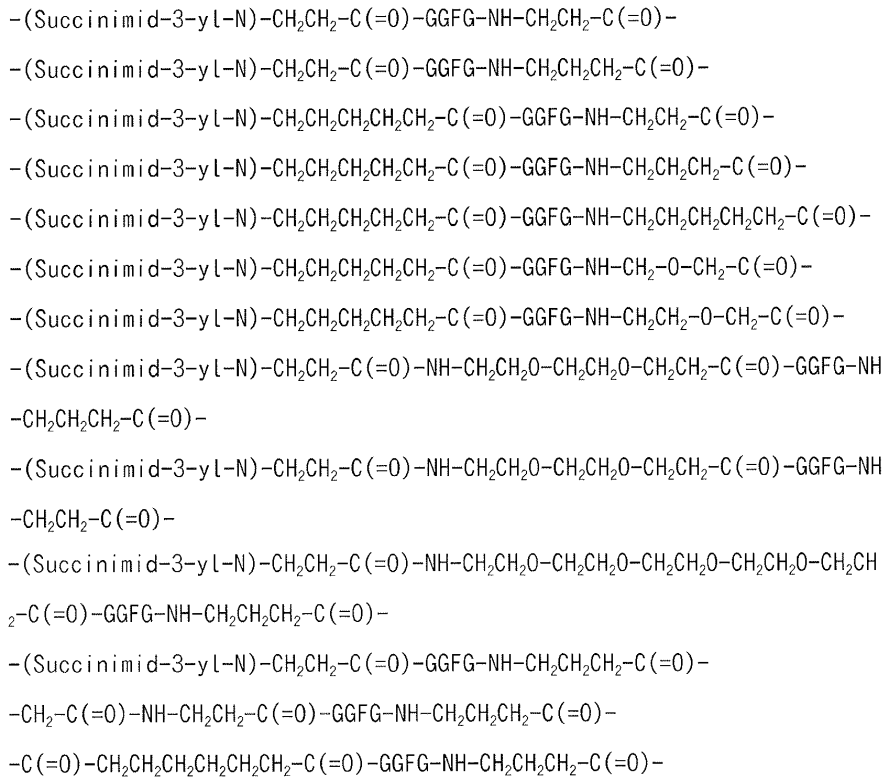 -(Succinimid-3-yl-N)-CH₂CH₂-C(=O)-GGFG-NH-CH₂CH₂-C(=O)-
-(Succinimid-3-yl-N)-CH₂CH₂-C(=O)-GGFG-NH-CH₂CH₂CH₂-C(=O)-
-(Succinimid-3-yl-N)-CH₂CH₂CH₂CH₂CH₂-C(=O)-GGFG-NH-CH₂CH₂-C(=O)-
-(Succinimid-3-yl-N)-CH₂CH₂CH₂CH₂CH₂-C(=O)-GGFG-NH-CH₂CH₂CH₂-C(=O)-
-(Succinimid-3-yl-N)-CH₂CH₂CH₂CH₂CH₂-C(=O)-GGFG-NH-CH₂CH₂CH₂CH₂CH₂-C(=O)-
-(Succinimid-3-yl-N)-CH₂CH₂CH₂CH₂CH₂-C(=O)-GGFG-NH-CH₂-O-CH₂-C(=O)-
-(Succinimid-3-yl-N)-CH₂CH₂CH₂CH₂CH₂-C(=O)-GGFG-NH-CH₂CH₂-O-CH₂-C(=O)-
-(Succinimid-3-yl-N)-CH₂CH₂-C(=O)-NH-CH₂CH₂O-CH₂CH₂O-CH₂CH₂-C(=O)-GGFG-NH
-CH₂CH₂CH₂-C(=O)-
-(Succinimid-3-yl-N)-CH₂CH₂-C(=O)-NH-CH₂CH₂O-CH₂CH₂O-CH₂CH₂-C(=O)-GGFG-NH
-CH₂CH₂-C(=O)-
-(Succinimid-3-yl-N)-CH₂CH₂-C(=O)-NH-CH₂CH₂O-CH₂CH₂O-CH₂CH₂O-CH₂CH₂O-CH₂CH
₂-C(=O)-GGFG-NH-CH₂CH₂CH₂-C(=O)-
-(Succinimid-3-yl-N)-CH₂CH₂-C(=O)-GGFG-NH-CH₂CH₂CH₂-C(=O)-
-CH₂-C(=O)-NH-CH₂CH₂-C(=O)-GGFG-NH-CH₂CH₂CH₂-C(=O)-
-C(=O)-CH₂CH₂CH₂CH₂CH₂CH₂-C(=O)-GGFG-NH-CH₂CH₂CH₂-C(=O)-